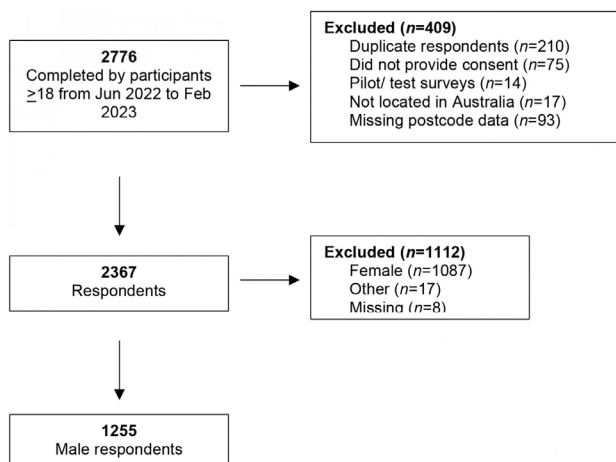 2776
Completed by participants
≥18 from Jun 2022 to Feb
2023
Excluded (n=409)
Duplicate respondents (n=210)
Did not provide consent (n=75)
Pilot/ test surveys (n=14)
Not located in Australia (n=17)
Missing postcode data (n=93)
2367
Respondents
Excluded (n=1112)
Female (n=1087)
Other (n=17)
Missing (n=8)
1255
Male respondents